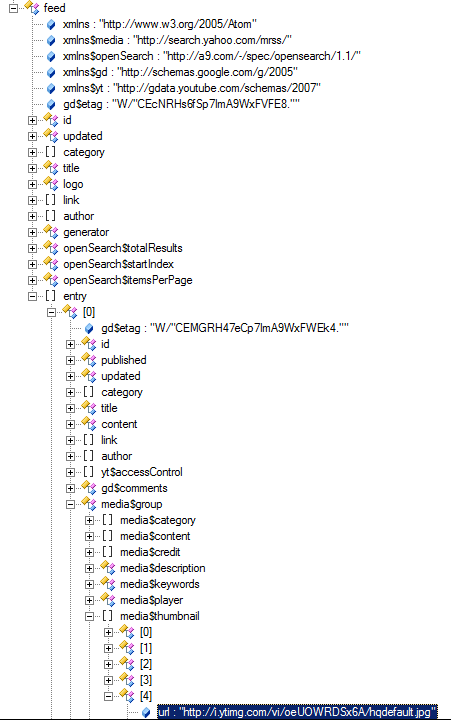 feed
xmlns : "http://www.w3.org/2005/Atom"
xmlns$media : "http://search.yahoo.com/mrss/"
xmlns$openSearch : "http://a9.com/-/spec/opensearch/1.1/"
xmlns$gd : "http://schemas.google.com/g/2005"
xmlns$yt : "http://gdata.youtube.com/schemas/2007"
gd$etag : "W/"CEcNRHs6fSp7ImA9WxFVFE8.""
id
updated
[ ] category
title
logo
[ ] link
[ ] author
generator
openSearch$totalResults
openSearch$startIndex
openSearch$itemsPerPage
[ ] entry
[0]
gd$etag : "W/"CEMGRH47eCp7ImA9WxFWEk4.""
id
published
updated
[ ] category
title
content
[ ] link
[ ] author
[ ] yt$accessControl
gd$comments
media$group
[ ] media$category
[ ] media$content
[ ] media$credit
media$description
media$keywords
media$player
[ ] media$thumbnail
[0]
[1]
[2]
[3]
[4]
url : "http://i.ytimg.com/vi/oeUOWRDSx6A/hqdefault.jpg"